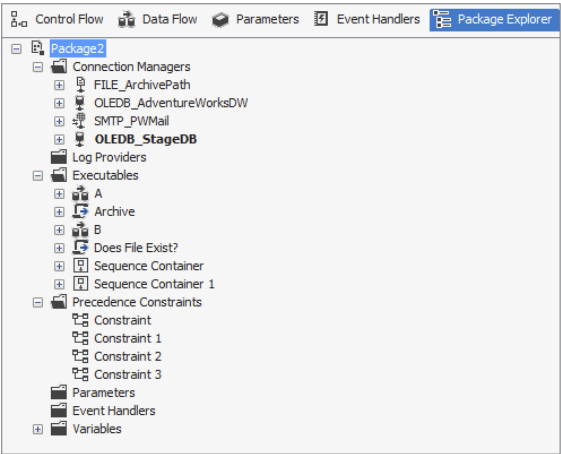 Control Flow Data Flow Parameters Event Handlers Package Explorer
Package2
Connection Managers
FILE_ArchivePath
OLEDB_AdventureWorksDW
SMTP_PWMail
OLEDB_StageDB
Log Providers
Executables
A
Archive
B
Does File Exist?
Sequence Container
Sequence Container 1
Precedence Constraints
Constraint
Constraint 1
Constraint 2
Constraint 3
Parameters
Event Handlers
Variables